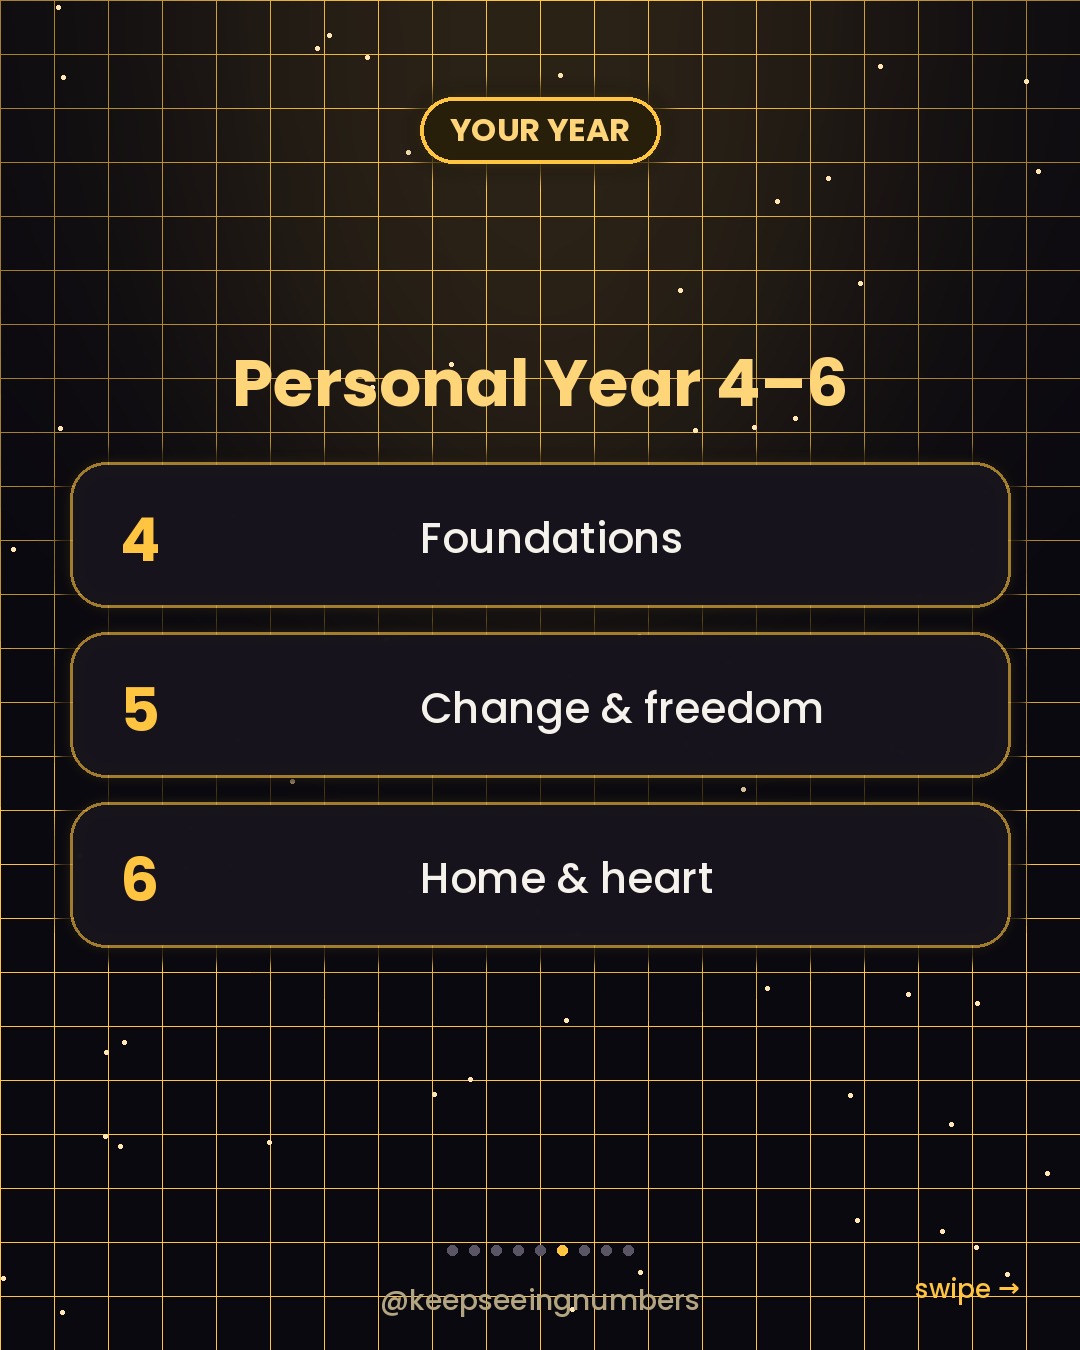 YOUR YEAR
Personal Year 4–6
4 Foundations
5 Change & freedom
6 Home & heart
@keepseeingnumbers
swipe →